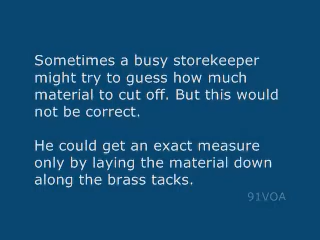 Sometimes a busy storekeeper
might try to guess how much
material to cut off. But this would
not be correct.
He could get an exact measure
only by laying the material down
along the brass tacks.
91VOA